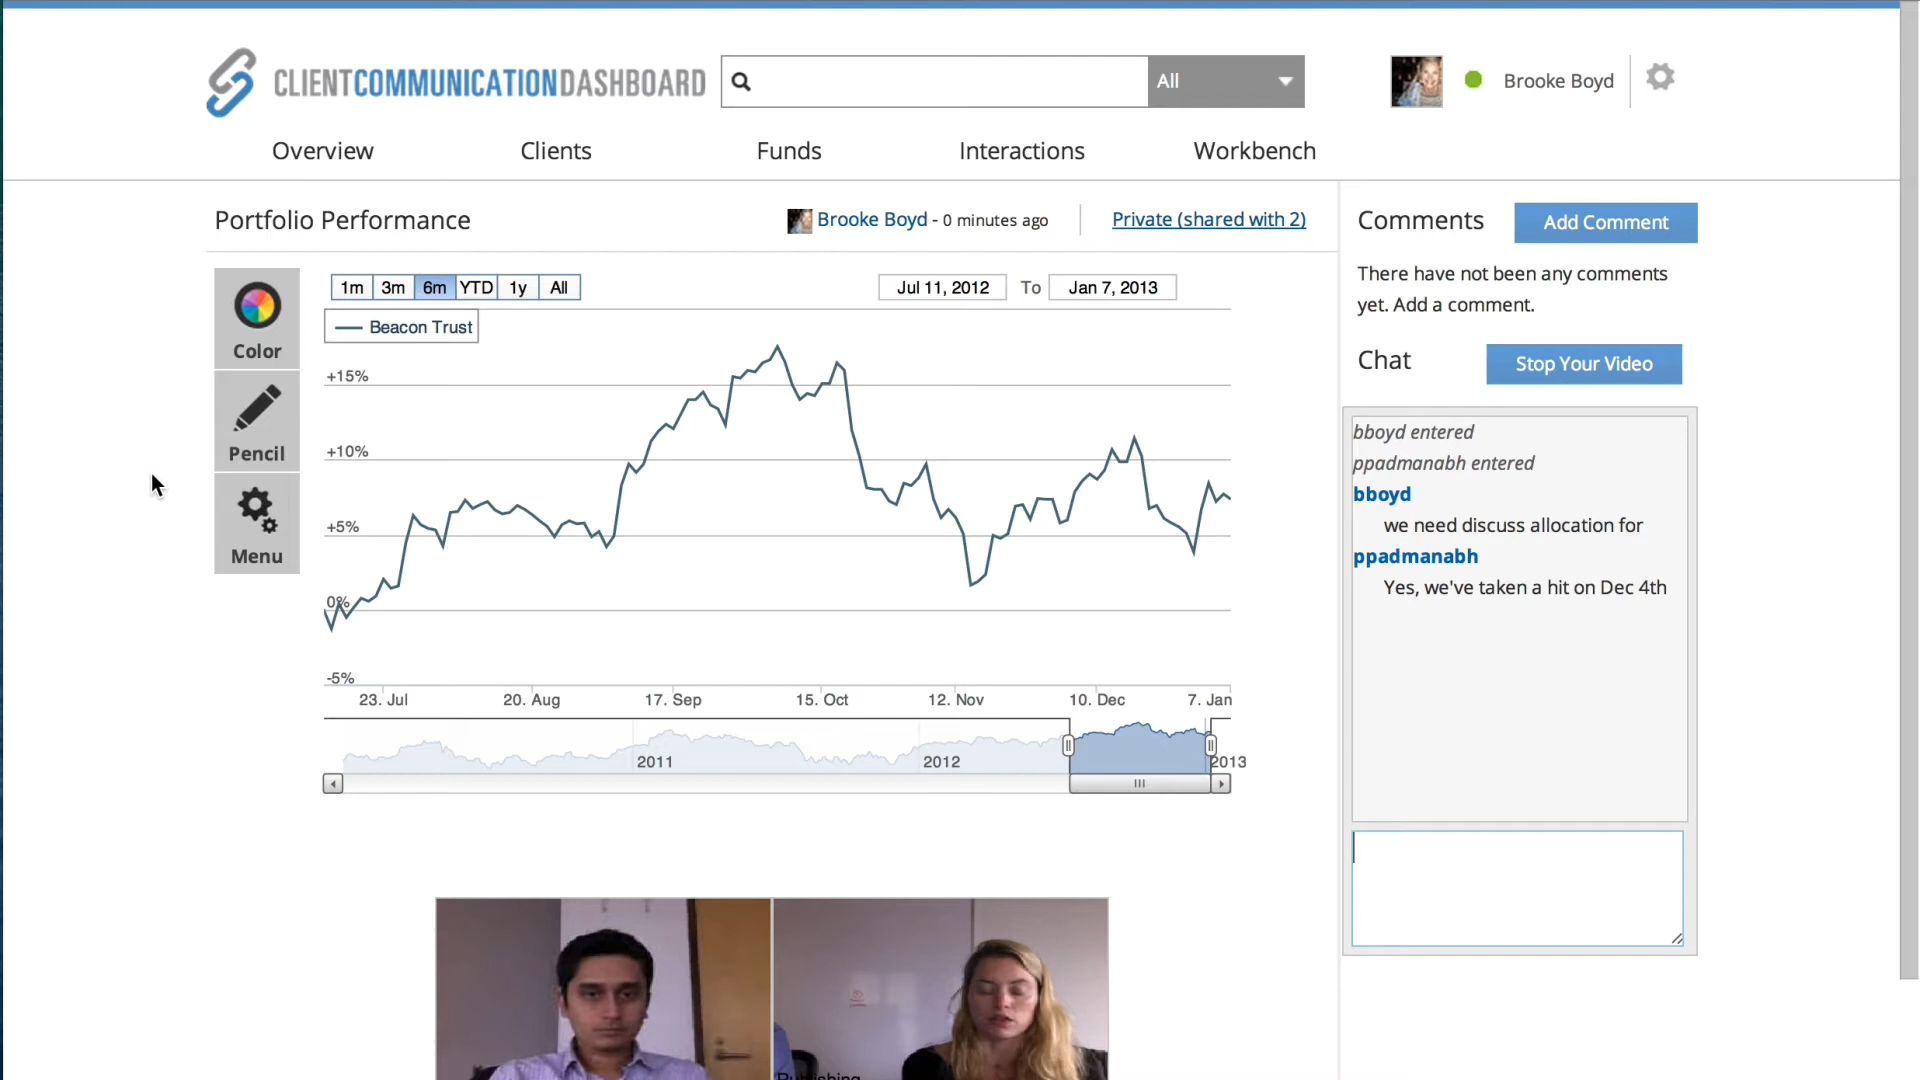 CLIENTCOMMUNICATIONDASHBOARD
All
Brooke Boyd
Overview
Clients
Funds
Interactions
Workbench
Portfolio Performance
Brooke Boyd - 0 minutes ago
Private (shared with 2)
Comments
Add Comment
There have not been any comments
yet. Add a comment.
Color
Pencil
Menu
1m 3m 6m YTD 1y All
Jul 11, 2012 To Jan 7, 2013
Beacon Trust
+15%
+10%
+5%
0%
-5%
23. Jul 20. Aug 17. Sep 15. Oct 12. Nov 10. Dec 7. Jan
2011 2012 2013
Chat
Stop Your Video
bboyd entered
ppadmanabh entered
bboyd
we need discuss allocation for
ppadmanabh
Yes, we've taken a hit on Dec 4th